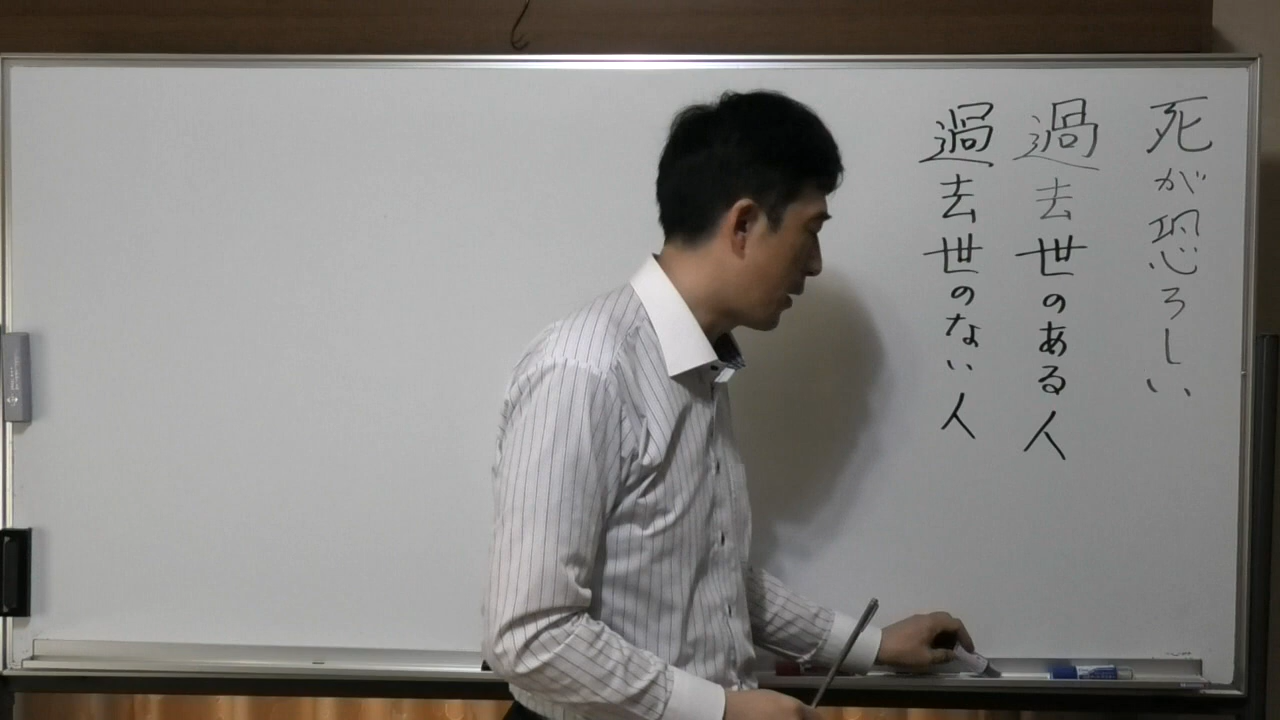 死が恐ろしい
過去世のある人
過去世のない人